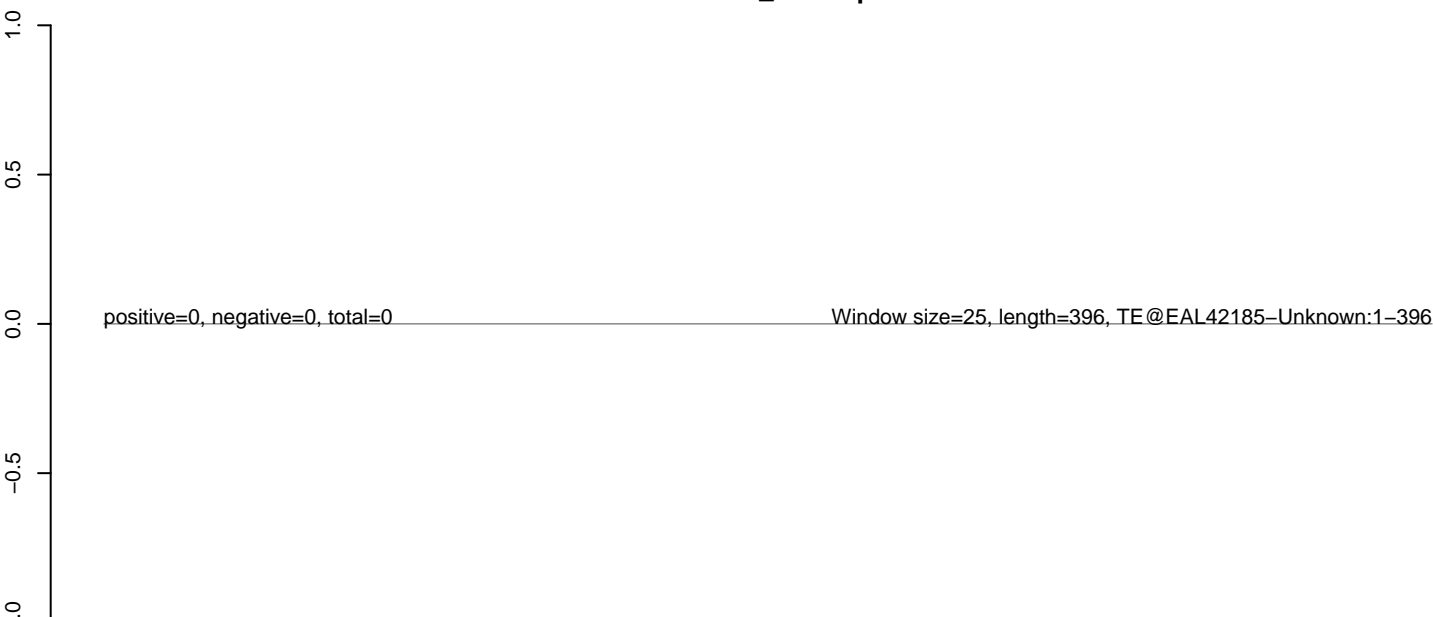 1.0
0.5
0.0
positive=0, negative=0, total=0
Window size=25, length=396, TE@EAL42185–Unknown:1–396
−0.5